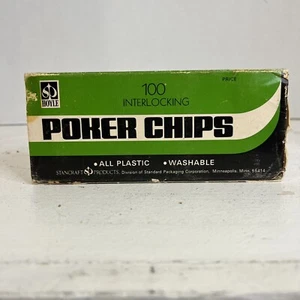 HOYLE
100
INTERLOCKING
POKER CHIPS
• ALL PLASTIC • WASHABLE
STANCRAFT PRODUCTS, Division of Standard Packaging Corporation, Minneapolis, Minn. 55414